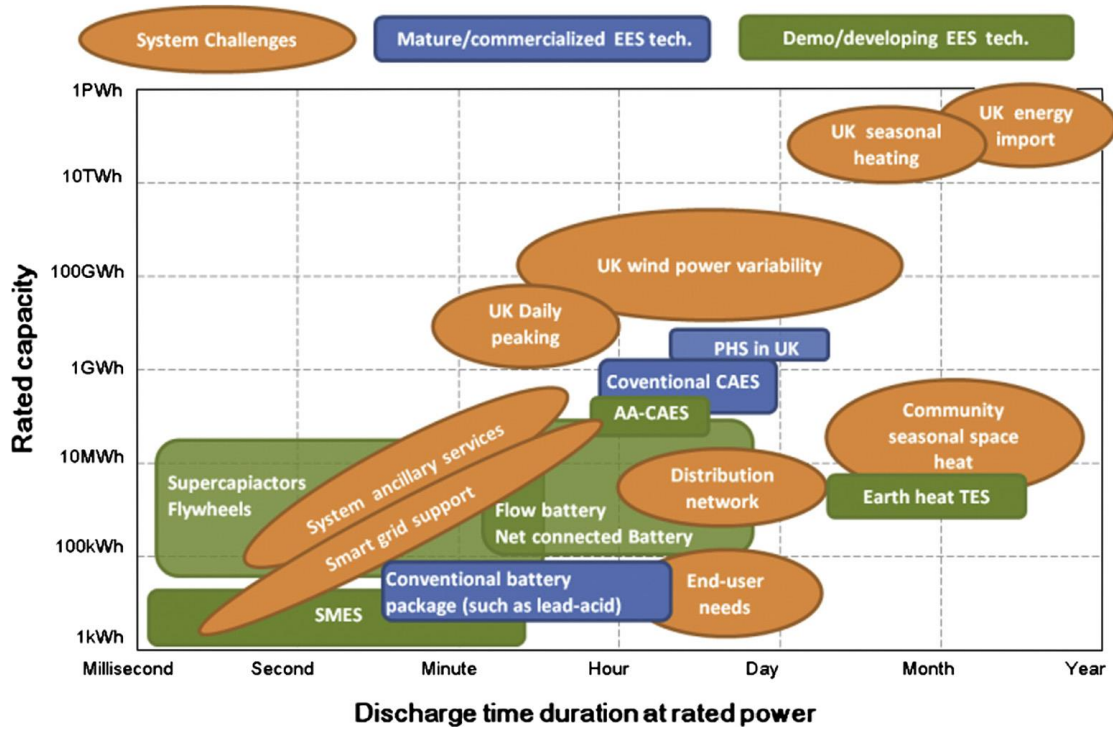 System Challenges
Mature/commercialized EES tech.
Demo/developing EES tech.
Rated capacity
1PWh
10TWh
100GWh
1GWh
10MWh
100kWh
1kWh
UK energy
import
UK seasonal
heating
UK wind power variability
UK Daily
peaking
PHS in UK
Coventional CAES
AA-CAES
Community
seasonal space
heat
Earth heat TES
Supercapiactors
Flywheels
System ancillary services
Smart grid support
Distribution
network
Flow battery
Net connected Battery
Conventional battery
package (such as lead-acid)
End-user
needs
SMES
Millisecond
Second
Minute
Hour
Day
Month
Year
Discharge time duration at rated power